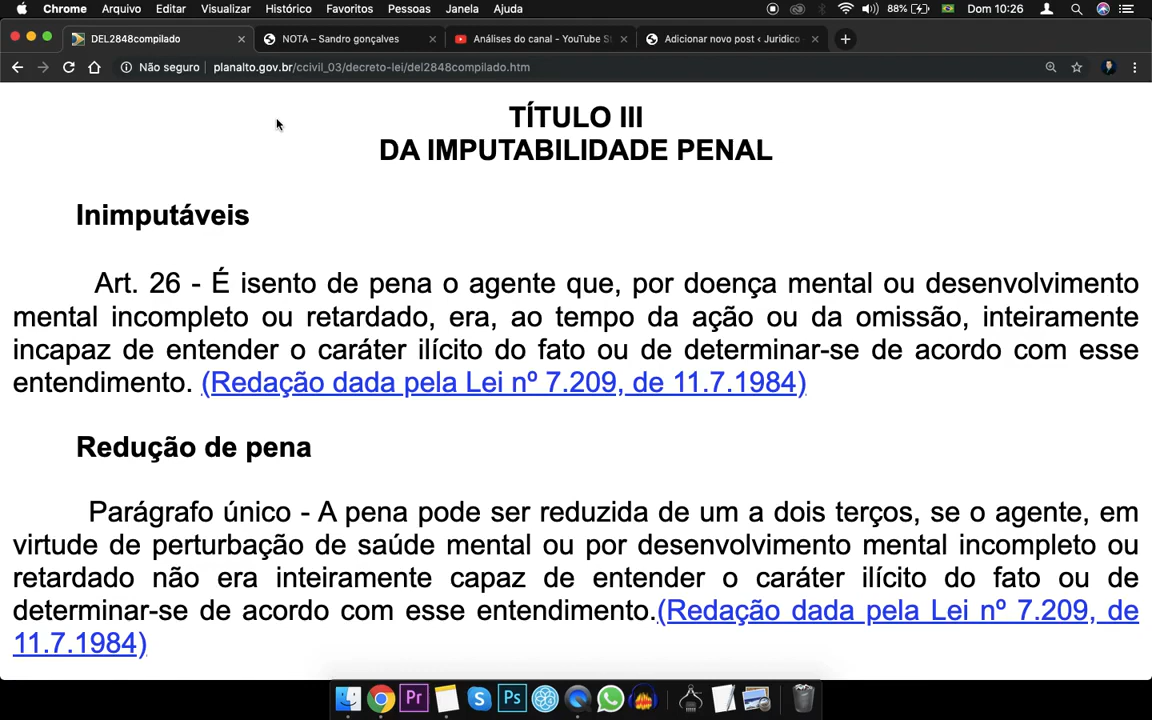 Chrome Arquivo Editar Visualizar Histórico Favoritos Pessoas Janela Ajuda 88% Dom 10:26
DEL2848compilado NOTA – Sandro gonçalves Análises do canal - YouTube S Adicionar novo post ‹ Juridico
Não seguro planalto.gov.br/ccivil_03/decreto-lei/del2848compilado.htm
TÍTULO III
DA IMPUTABILIDADE PENAL
Inimputáveis
Art. 26 - É isento de pena o agente que, por doença mental ou desenvolvimento
mental incompleto ou retardado, era, ao tempo da ação ou da omissão, inteiramente
incapaz de entender o caráter ilícito do fato ou de determinar-se de acordo com esse
entendimento. (Redação dada pela Lei nº 7.209, de 11.7.1984)
Redução de pena
Parágrafo único - A pena pode ser reduzida de um a dois terços, se o agente, em
virtude de perturbação de saúde mental ou por desenvolvimento mental incompleto ou
retardado não era inteiramente capaz de entender o caráter ilícito do fato ou de
determinar-se de acordo com esse entendimento.(Redação dada pela Lei nº 7.209, de
11.7.1984)
Pr Ps